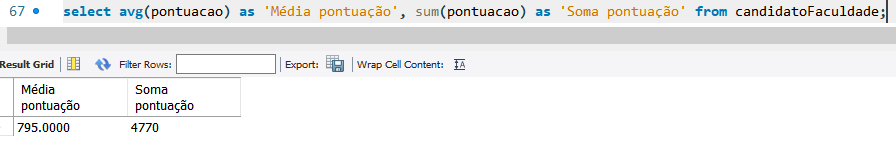 67 select avg(pontuacao) as 'Média pontuação', sum(pontuacao) as 'Soma pontuação' from candidatoFaculdade;
Result Grid Filter Rows: Export: Wrap Cell Content:
Média Soma
pontuação pontuação
795.0000 4770